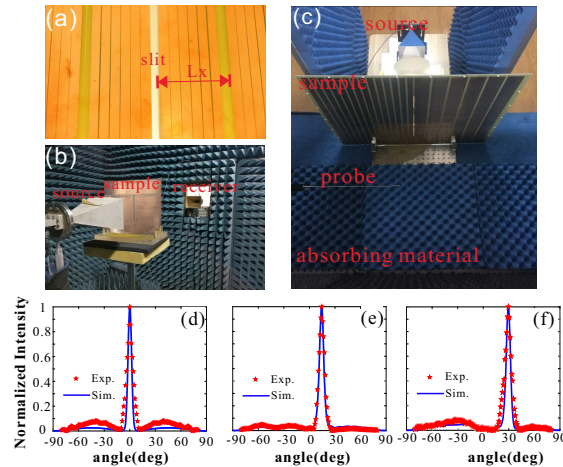 (a)
slit
Lx
(b)
source
sample
receiver
(c)
source
sample
probe
absorbing material
Normalized Intensity
1
0.8
0.6
0.4
0.2
0
(d)
Exp.
Sim.
-90 -60 -30 0 30 60 90
angle(deg)
(e)
Exp.
Sim.
-90 -60 -30 0 30 60 90
angle(deg)
(f)
Exp.
Sim.
-90 -60 -30 0 30 60 90
angle(deg)